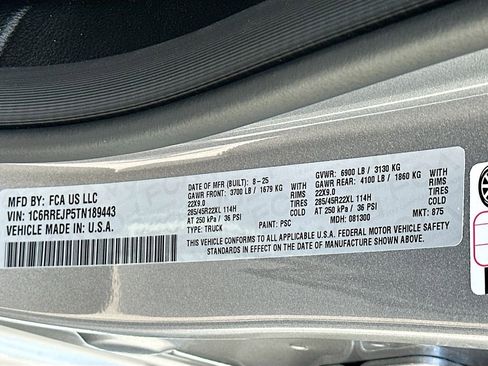 MFD BY: FCA US LLC
VIN: 1C6RREJP5TN189443
VEHICLE MADE IN: U.S.A.
DATE OF MFR (BUILT): 8-25
GVWR: 6900 LB / 3130 KG
GAWR FRONT: 3700 LB / 1679 KG WITH
GAWR REAR: 4100 LB / 1860 KG WITH
22X9.0 RIMS
22X9.0 RIMS
285/45R22XL 114H TIRES
285/45R22XL 114H TIRES
AT 250 kPa / 36 PSI COLD
AT 250 kPa / 36 PSI COLD
TYPE: TRUCK PAINT: PSC MDH: 081300 MKT: 875
THIS VEHICLE CONFORMS TO ALL APPLICABLE U.S.A. FEDERAL MOTOR VEHICLE SAFETY
STANDARDS IN EFFECT ON THE DATE OF MANUFACTURE SHOWN ABOVE.